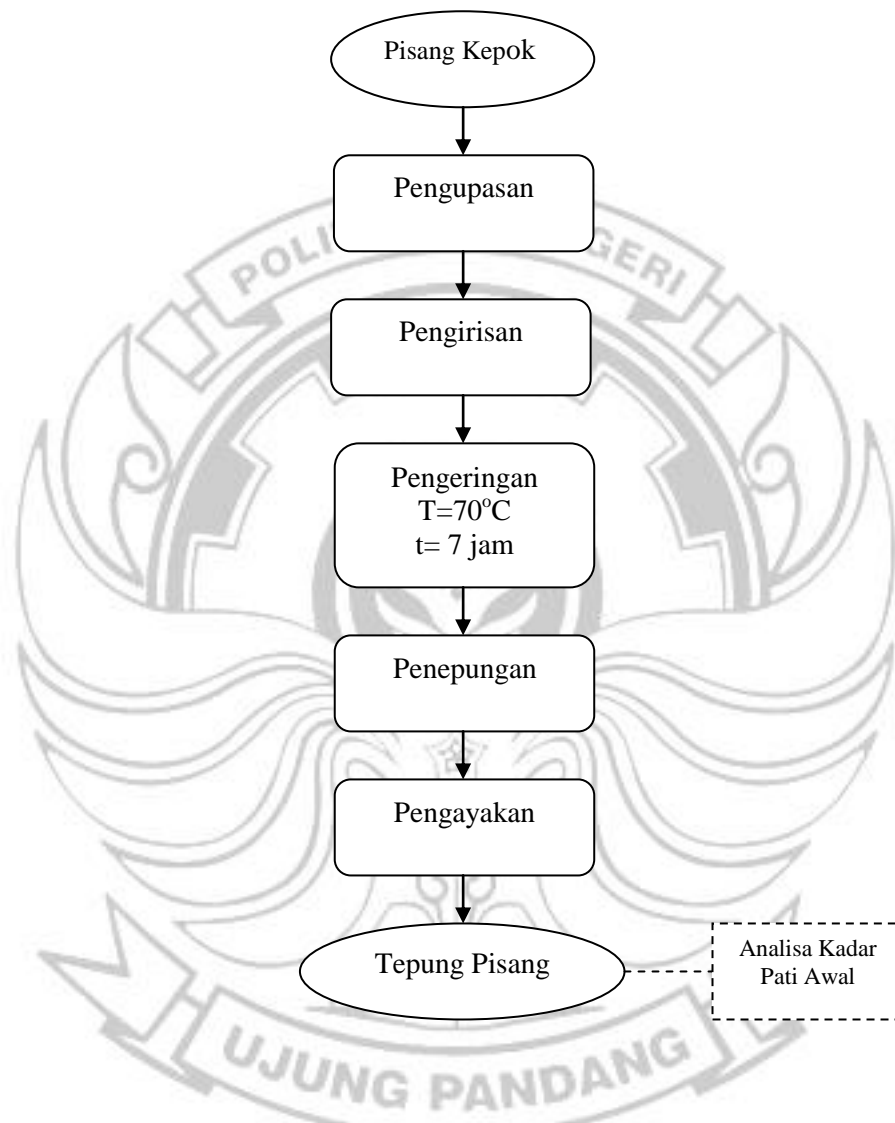 Pisang Kepok
Pengupasan
Pengirisan
Pengeringan
T=70°C
t= 7 jam
Penepungan
Pengayakan
Tepung Pisang
Analisa Kadar
Pati Awal
POLI
GERI
UJUNG PANDANG